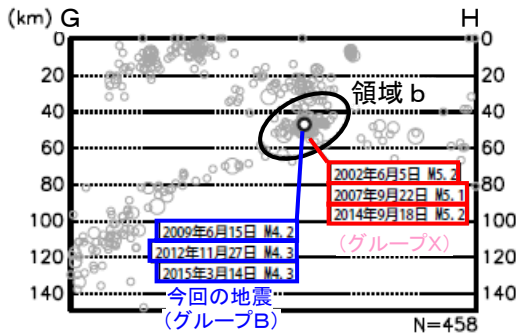 (km) G H
0 0
20 20
領域b
40 40
60 60
2002年6月5日 M5.2
80 80
2007年9月22日 M5.1
2014年9月18日 M5.2
100 100
2009年6月15日 M4.2
(グループX)
2012年11月27日 M4.3
120 120
2015年3月14日 M4.3
今回の地震
140 140
(グループB)
N=458